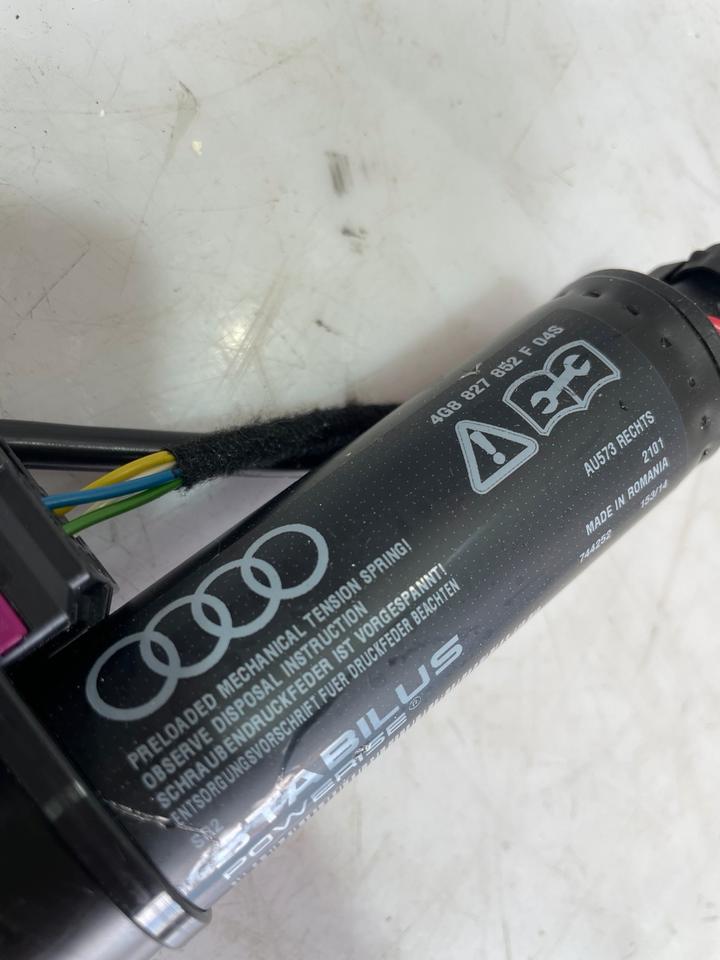 4G8 827 852 F 04S
AU573 RECHTS
2101
MADE IN ROMANIA
744252 153/14
PRELOADED MECHANICAL TENSION SPRING!
OBSERVE DISPOSAL INSTRUCTION
SCHRAUBENDRUCKFEDER IST VORGESPANNT!
ENTSORGUNGSVORSCHRIFT FUER DRUCKFEDER BEACHTEN
STABILUS
POWERISE®